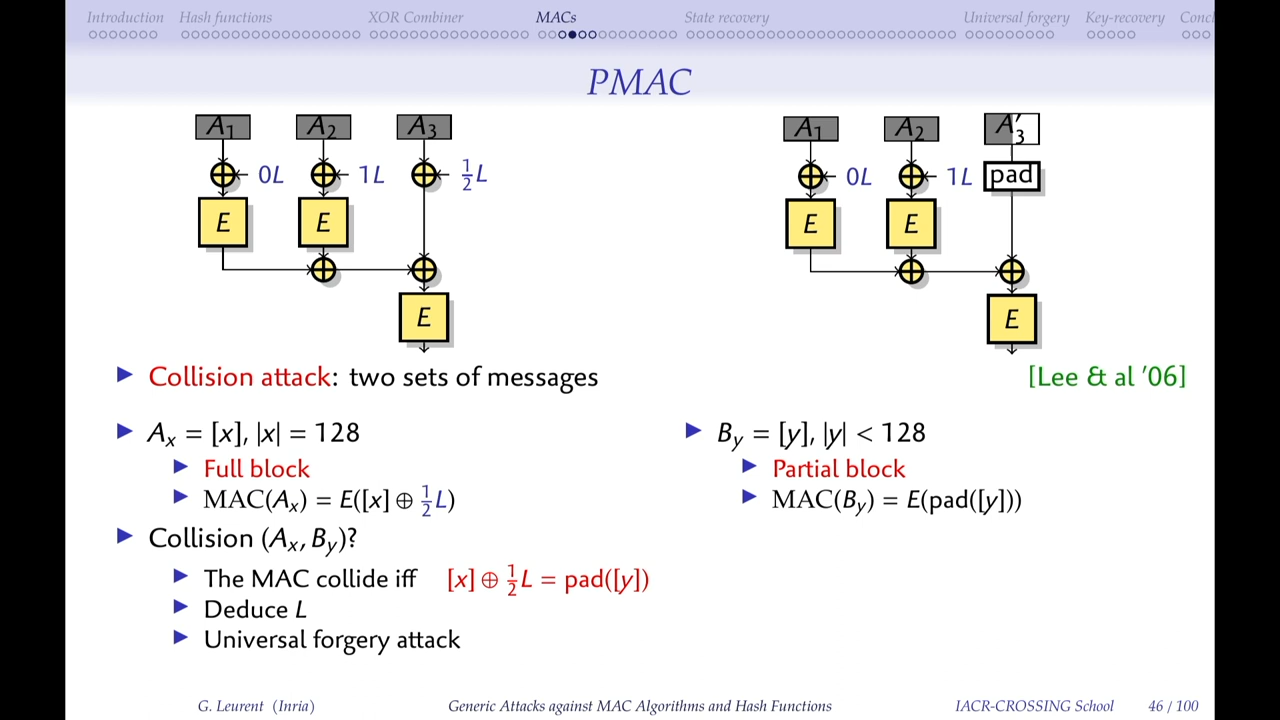 Introduction Hash functions XOR Combiner MACs State recovery Universal forgery Key-recovery Concl
PMAC
A1 A2 A3
0L 1L ½L
E E
E
A1 A2 A′3
0L 1L pad
E E
E
▶ Collision attack: two sets of messages [Lee & al ’06]
▶ Aₓ = [x], |x| = 128
▶ Full block
▶ MAC(Aₓ) = E([x] ⊕ ½L)
▶ B_y = [y], |y| < 128
▶ Partial block
▶ MAC(B_y) = E(pad([y]))
▶ Collision (Aₓ, B_y)?
▶ The MAC collide iff [x] ⊕ ½L = pad([y])
▶ Deduce L
▶ Universal forgery attack
G. Leurent (Inria) Generic Attacks against MAC Algorithms and Hash Functions IACR-CROSSING School 46 / 100